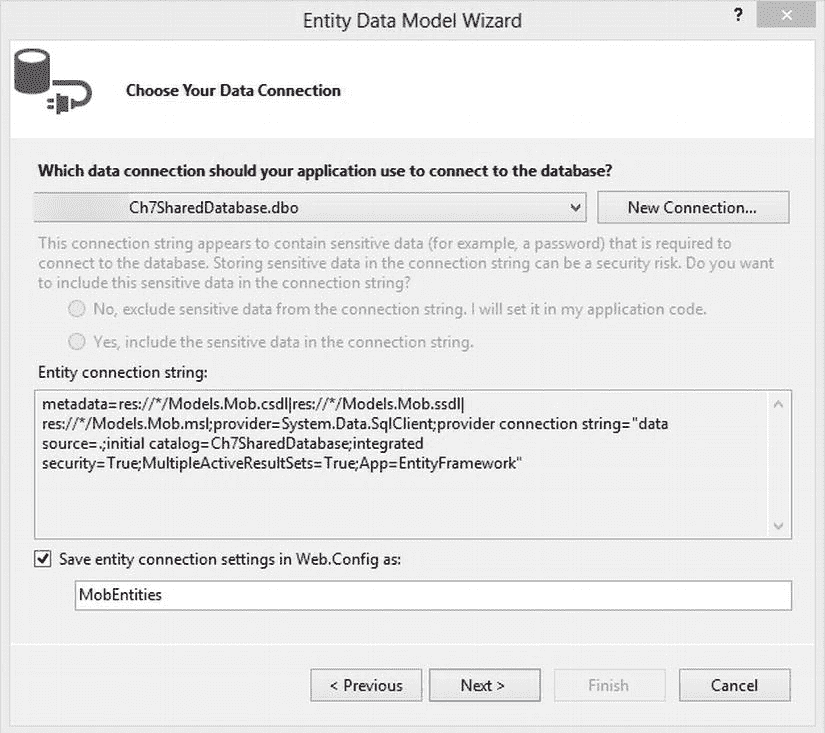 Entity Data Model Wizard
?
Choose Your Data Connection
Which data connection should your application use to connect to the database?
Ch7SharedDatabase.dbo
New Connection...
This connection string appears to contain sensitive data (for example, a password) that is required to
connect to the database. Storing sensitive data in the connection string can be a security risk. Do you want
to include this sensitive data in the connection string?
No, exclude sensitive data from the connection string. I will set it in my application code.
Yes, include the sensitive data in the connection string.
Entity connection string:
metadata=res://*/Models.Mob.csdl|res://*/Models.Mob.ssdl|
res://*/Models.Mob.msl;provider=System.Data.SqlClient;provider connection string="data
source=.;initial catalog=Ch7SharedDatabase;integrated
security=True;MultipleActiveResultSets=True;App=EntityFramework"
Save entity connection settings in Web.Config as:
MobEntities
< Previous
Next >
Finish
Cancel